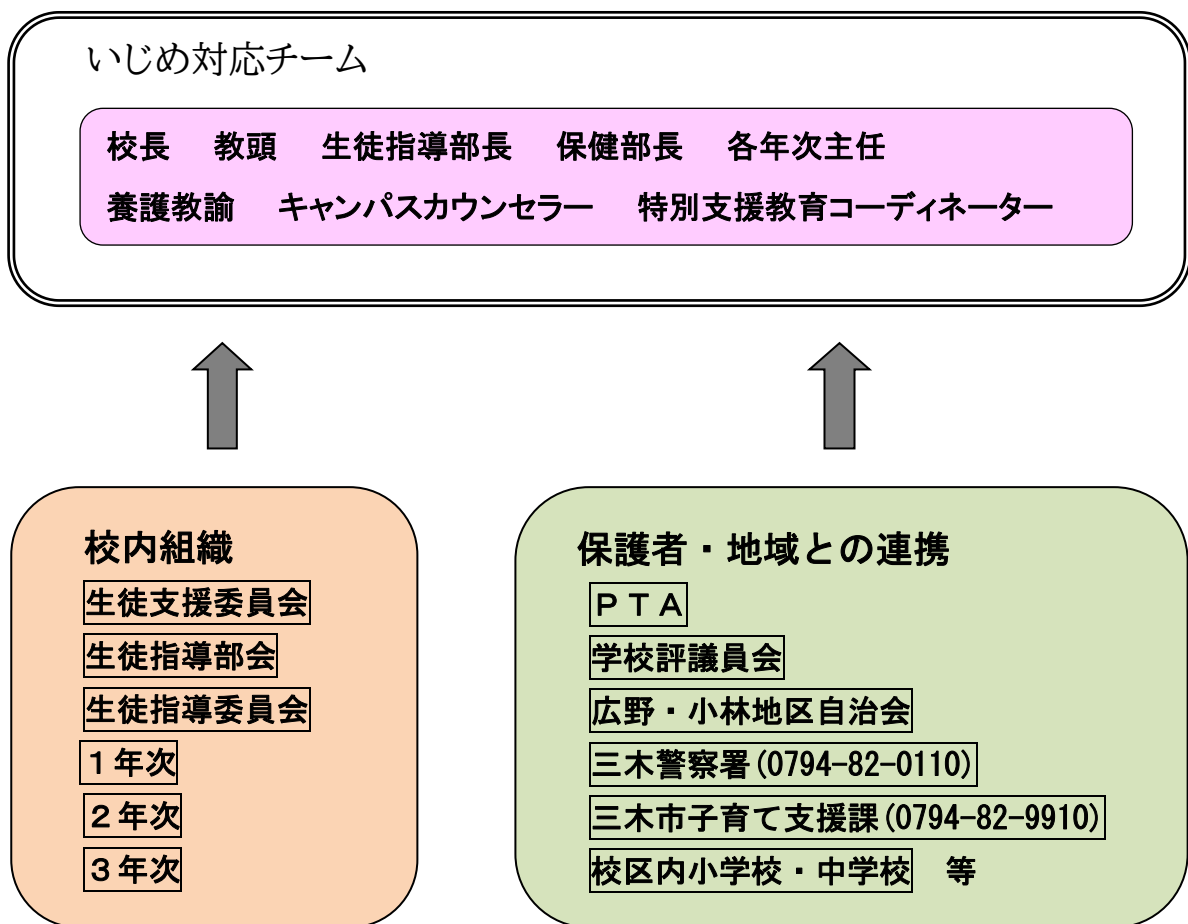 いじめ対応チーム
校長　教頭　生徒指導部長　保健部長　各年次主任
養護教諭　キャンパスカウンセラー　特別支援教育コーディネーター
校内組織
生徒支援委員会
生徒指導部会
生徒指導委員会
１年次
２年次
３年次
保護者・地域との連携
ＰＴＡ
学校評議員会
広野・小林地区自治会
三木警察署(0794-82-0110)
三木市子育て支援課(0794-82-9910)
校区内小学校・中学校　等